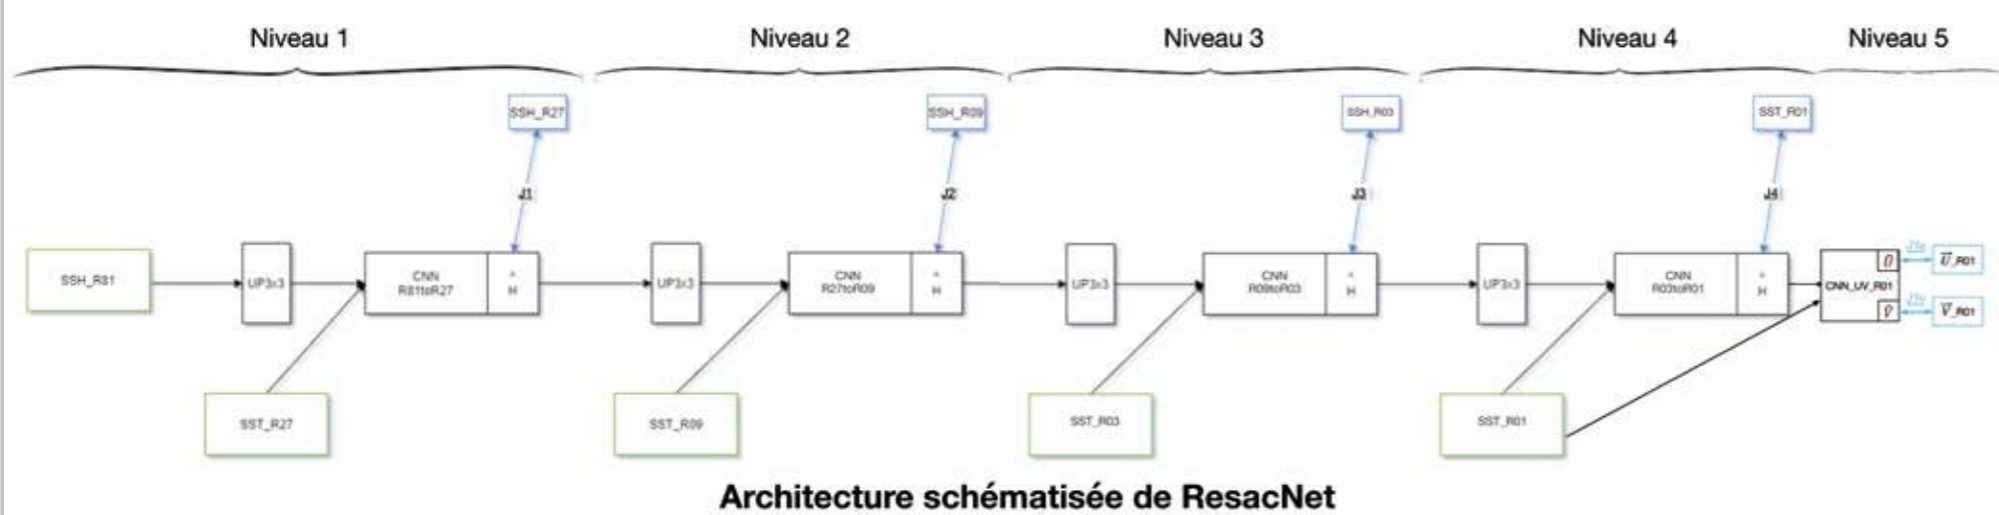 Niveau 1
Niveau 2
Niveau 3
Niveau 4
Niveau 5
SSH_R27
SSH_R09
SSH_R03
SST_R01
J1
J2
J3
J4
SSH_R81
UP3x3
CNN
R81toR27
^
H
UP3x3
CNN
R27toR09
^
H
UP3x3
CNN
R09toR03
^
H
UP3x3
CNN
R03toR01
^
H
CNN_UV_R01
U_R01
V_R01
SST_R27
SST_R09
SST_R03
SST_R01
Architecture schématisée de ResacNet